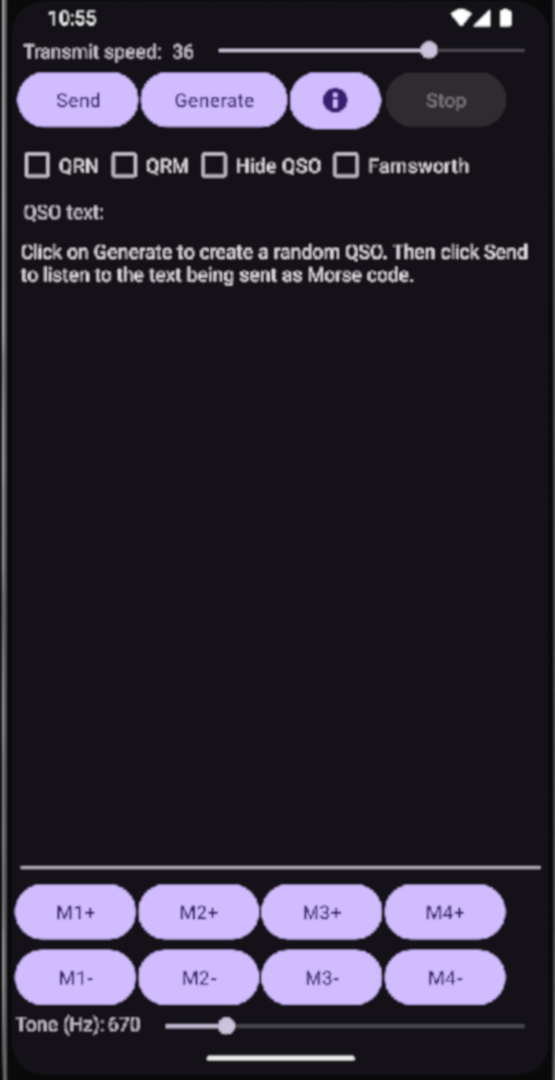 10:55
Transmit speed: 36
Send Generate Stop
QRN QRM Hide QSO Farnsworth
QSO text:
Click on Generate to create a random QSO. Then click Send
to listen to the text being sent as Morse code.
M1+ M2+ M3+ M4+
M1- M2- M3- M4-
Tone (Hz): 670